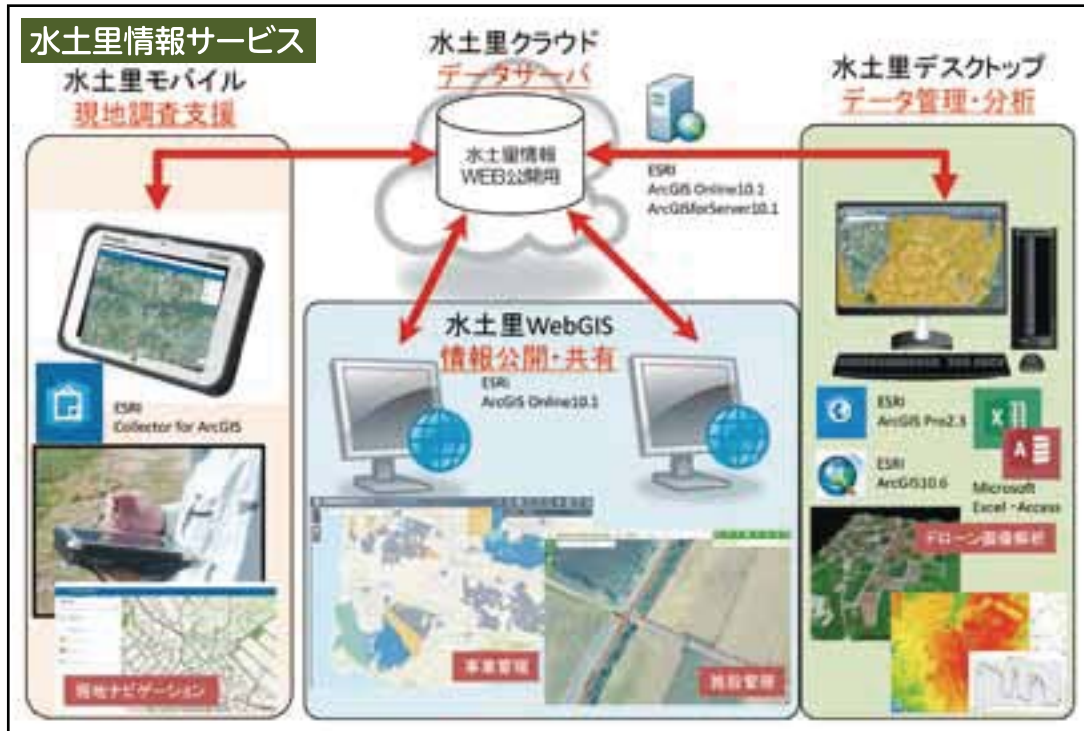 水土里情報サービス
水土里モバイル
現地調査支援
水土里クラウド
データサーバ
水土里情報
WEB公開用
ESRI
ArcGIS Online10.1
ArcGISforServer10.1
水土里デスクトップ
データ管理・分析
ESRI
Collector for ArcGIS
現地ナビゲーション
水土里WebGIS
情報公開・共有
ESRI
ArcGIS Online10.1
事業管理
施設管理
ESRI
ArcGIS Pro2.3
ESRI
ArcGIS10.6
Microsoft
Excel・Access
ドローン画像解析